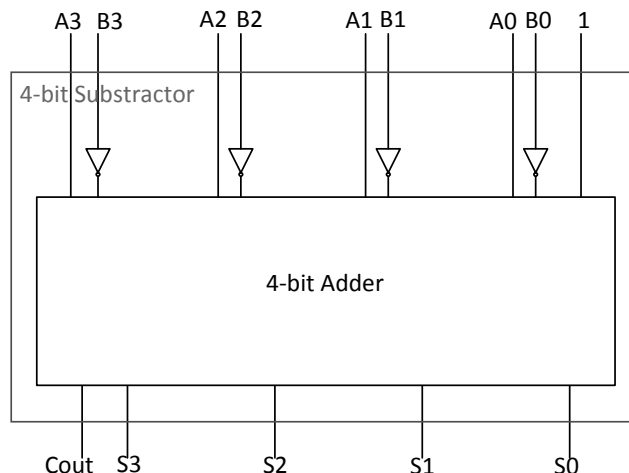 A3 B3 A2 B2 A1 B1 A0 B0 1
4-bit Substractor
4-bit Adder
Cout S3 S2 S1 S0